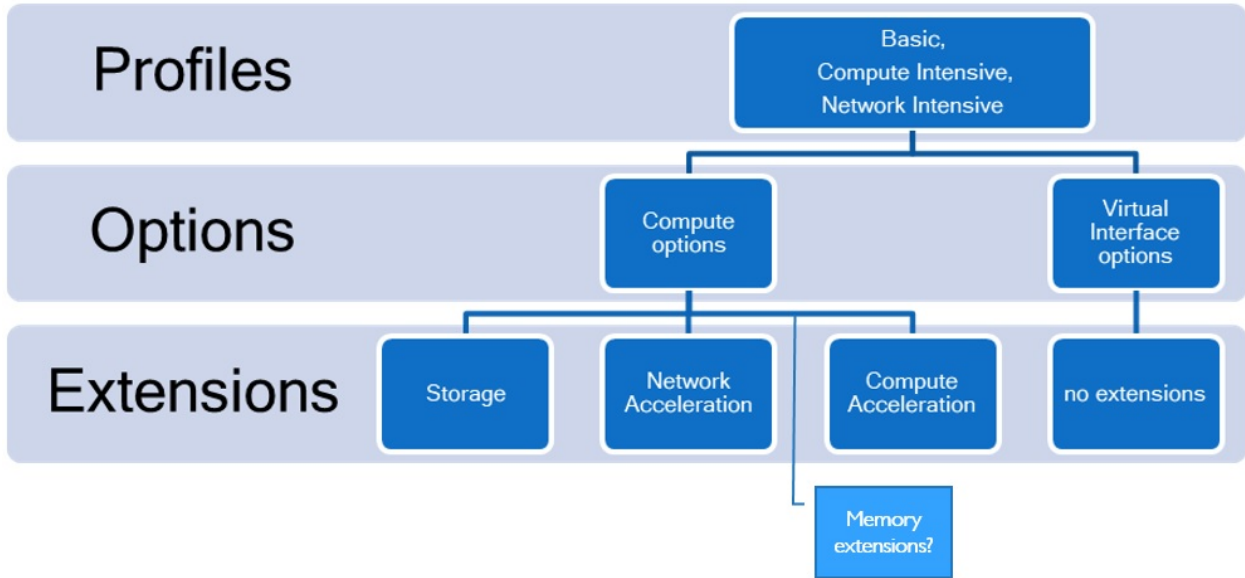 Profiles
Basic,
Compute Intensive,
Network Intensive
Options
Compute
options
Virtual
Interface
options
Extensions
Storage
Network
Acceleration
Compute
Acceleration
no extensions
Memory
extensions?